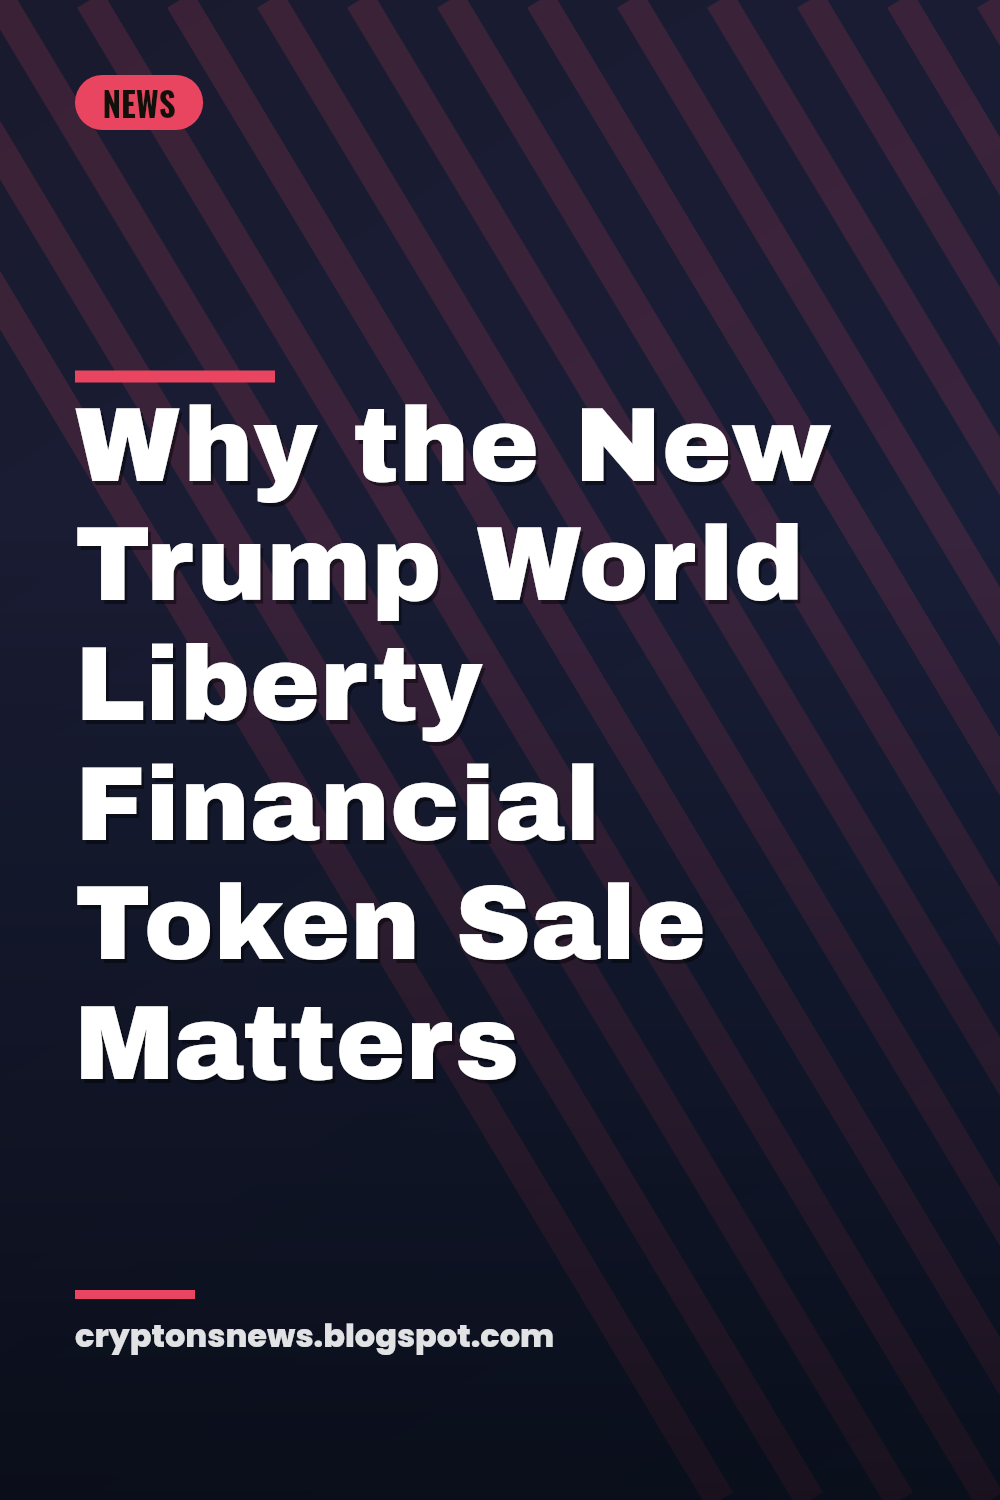 NEWS
Why the New
Trump World
Liberty
Financial
Token Sale
Matters
cryptonsnews.blogspot.com